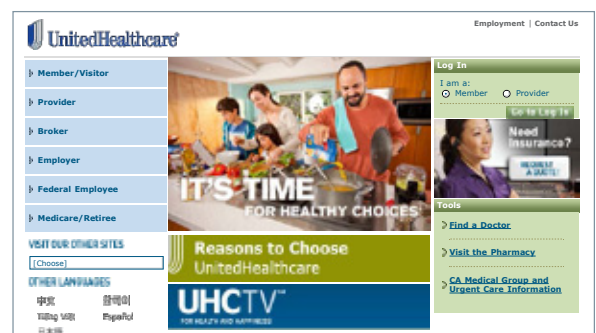 Employment | Contact Us
UnitedHealthcare®
Member/Visitor
Provider
Broker
Employer
Federal Employee
Medicare/Retiree
VISIT OUR OTHER SITES
[Choose]
OTHER LANGUAGES
中文 한국어
Tiếng Việt Español
日本語
IT'S TIME
FOR HEALTHY CHOICES
Reasons to Choose
UnitedHealthcare
UHCTV
FOR HEALTH AND HAPPINESS
Log In
I am a:
Member Provider
Go to Log In
Need
Insurance?
REQUEST
A QUOTE!
Tools
Find a Doctor
Visit the Pharmacy
CA Medical Group and
Urgent Care Information